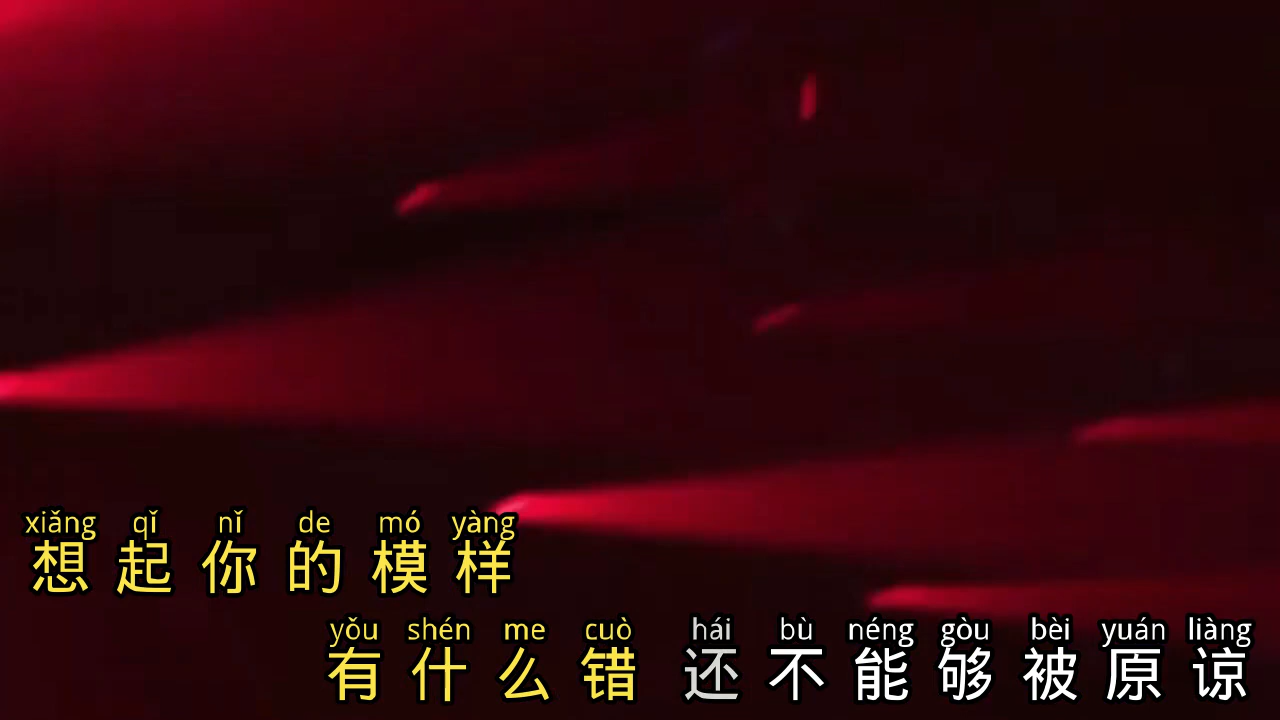 xiǎng qǐ nǐ de mó yàng
想起你的模样
yǒu shén me cuò hái bù néng gòu bèi yuán liàng
有什么错 还不能够被原谅